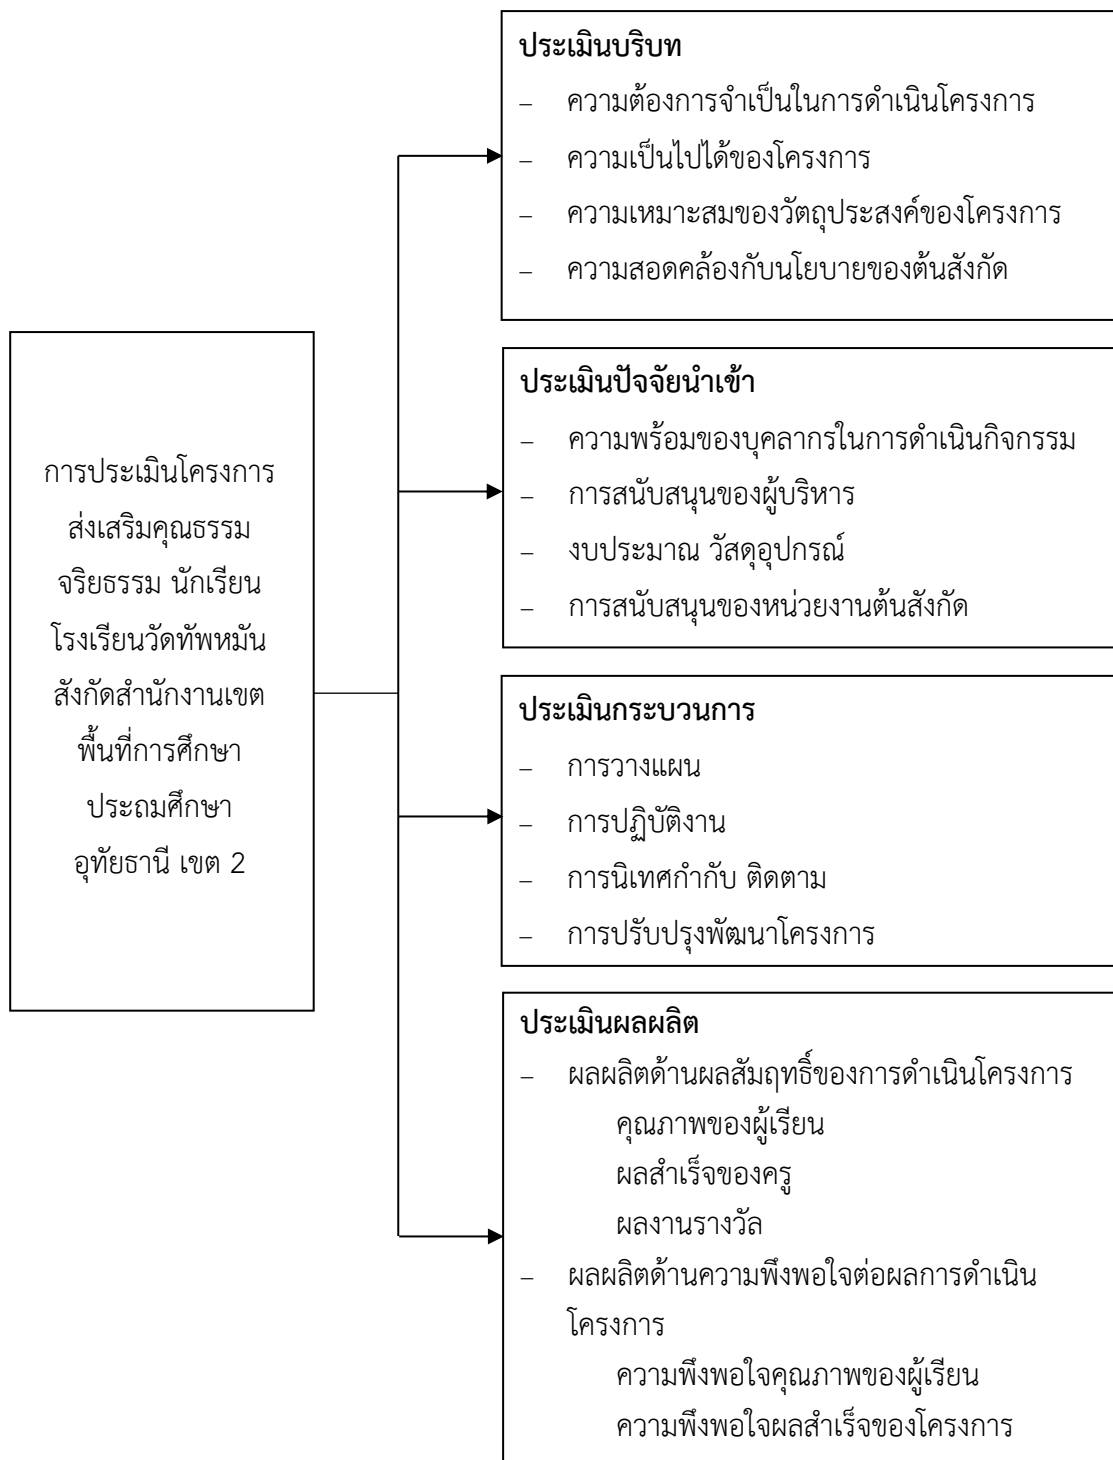 ประเมินบริบท
– ความต้องการจำเป็นในการดำเนินโครงการ
– ความเป็นไปได้ของโครงการ
– ความเหมาะสมของวัตถุประสงค์ของโครงการ
– ความสอดคล้องกับนโยบายของต้นสังกัด
การประเมินโครงการ
ส่งเสริมคุณธรรม
จริยธรรม นักเรียน
โรงเรียนวัดทัพหมัน
สังกัดสำนักงานเขต
พื้นที่การศึกษา
ประถมศึกษา
อุทัยธานี เขต 2
ประเมินปัจจัยนำเข้า
– ความพร้อมของบุคลากรในการดำเนินกิจกรรม
– การสนับสนุนของผู้บริหาร
– งบประมาณ วัสดุอุปกรณ์
– การสนับสนุนของหน่วยงานต้นสังกัด
ประเมินกระบวนการ
– การวางแผน
– การปฏิบัติงาน
– การนิเทศกำกับ ติดตาม
– การปรับปรุงพัฒนาโครงการ
ประเมินผลผลิต
– ผลผลิตด้านผลสัมฤทธิ์ของการดำเนินโครงการ
คุณภาพของผู้เรียน
ผลสำเร็จของครู
ผลงานรางวัล
– ผลผลิตด้านความพึงพอใจต่อผลการดำเนิน
โครงการ
ความพึงพอใจคุณภาพของผู้เรียน
ความพึงพอใจผลสำเร็จของโครงการ